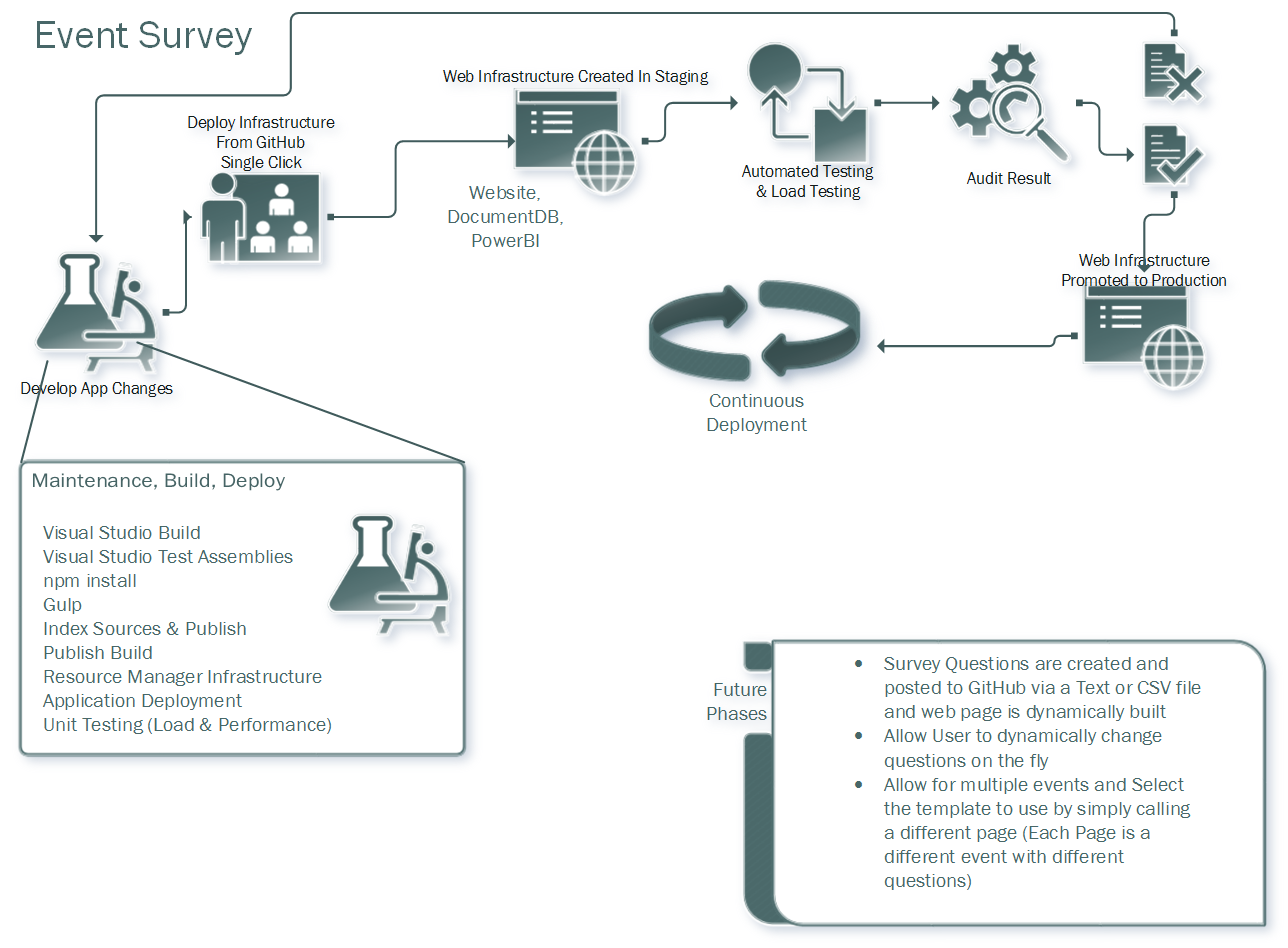 Event Survey
Web Infrastructure Created In Staging
Deploy Infrastructure
From GitHub
Single Click
Automated Testing
& Load Testing
Audit Result
Website,
DocumentDB,
PowerBI
Web Infrastructure
Promoted to Production
Develop App Changes
Continuous
Deployment
Maintenance, Build, Deploy
Visual Studio Build
Visual Studio Test Assemblies
npm install
Gulp
Index Sources & Publish
Publish Build
Resource Manager Infrastructure
Application Deployment
Unit Testing (Load & Performance)
Future
Phases
• Survey Questions are created and
posted to GitHub via a Text or CSV file
and web page is dynamically built
• Allow User to dynamically change
questions on the fly
• Allow for multiple events and Select
the template to use by simply calling
a different page (Each Page is a
different event with different
questions)